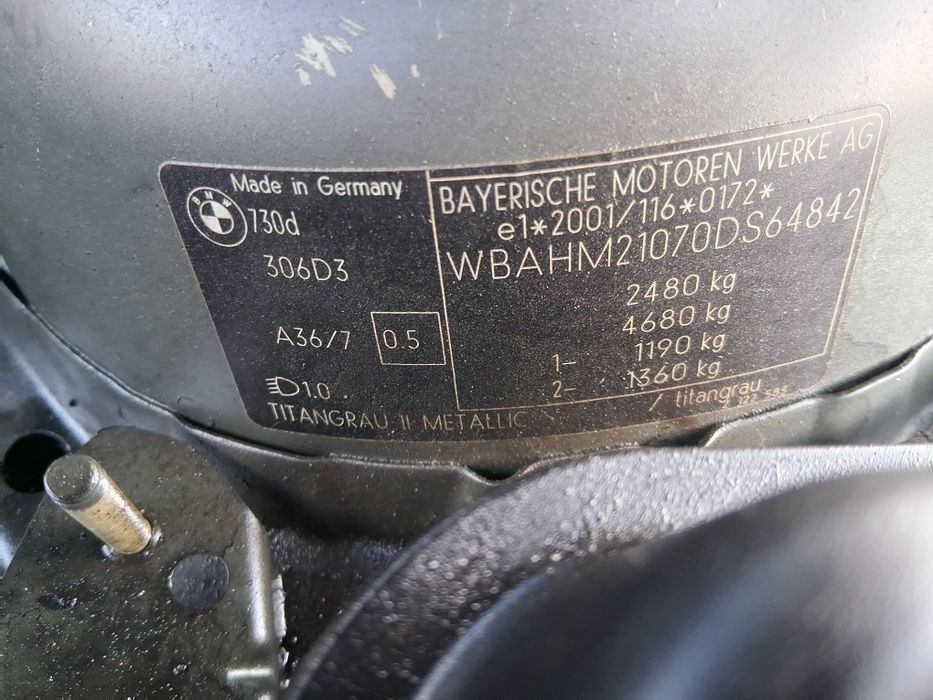 Made in Germany
BMW
730d
306D3
A36/7 0.5
1.0
TITANGRAU II METALLIC
BAYERISCHE MOTOREN WERKE AG
e1*2001/116*0172*
WBAHM21070DS64842
2480 kg
4680 kg
1- 1190 kg
2- 1360 kg
/ titangrau